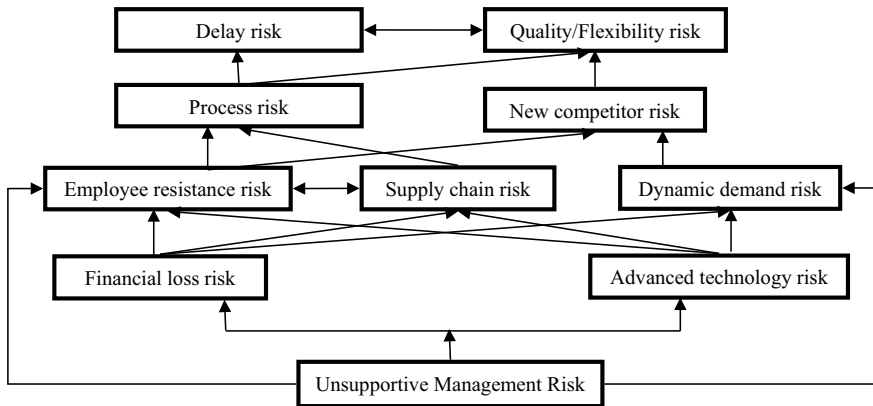 Delay risk
Quality/Flexibility risk
Process risk
New competitor risk
Employee resistance risk
Supply chain risk
Dynamic demand risk
Financial loss risk
Advanced technology risk
Unsupportive Management Risk